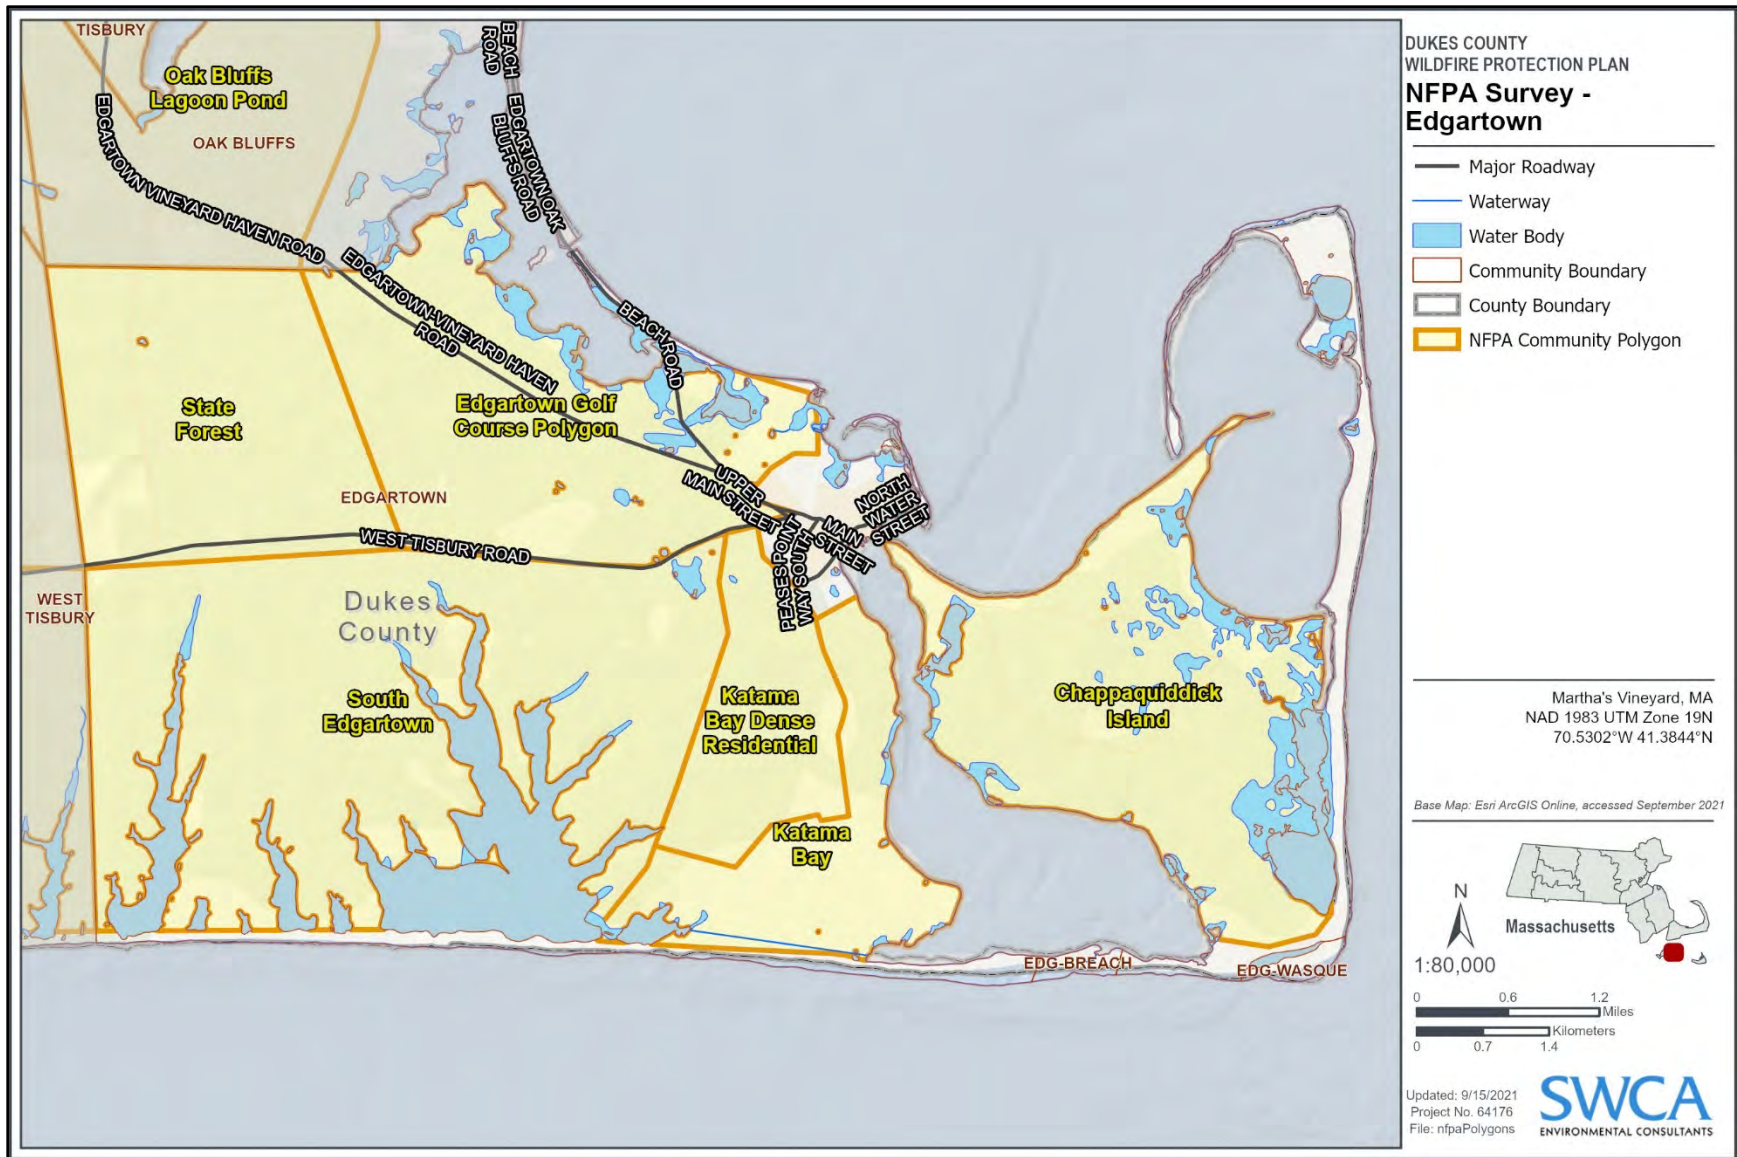 TISBURY
Oak Bluffs
Lagoon Pond
OAK BLUFFS
EDGARTOWN VINEYARD HAVEN ROAD
BEACH
ROAD
EDGARTOWN OAK
BLUFFS ROAD
EDGARTOWN-VINEYARD HAVEN
ROAD
BEACH ROAD
State
Forest
Edgartown Golf
Course Polygon
EDGARTOWN
UPPER
MAIN STREET
NORTH
WATER
STREET
MAIN
STREET
PEASES POINT
WAY SOUTH
WEST TISBURY ROAD
WEST
TISBURY
Dukes
County
South
Edgartown
Katama
Bay Dense
Residential
Katama
Bay
Chappaquiddick
Island
EDG-BREACH
EDG-WASQUE
DUKES COUNTY
WILDFIRE PROTECTION PLAN
NFPA Survey -
Edgartown
Major Roadway
Waterway
Water Body
Community Boundary
County Boundary
NFPA Community Polygon
Martha's Vineyard, MA
NAD 1983 UTM Zone 19N
70.5302°W 41.3844°N
Base Map: Esri ArcGIS Online, accessed September 2021
N
1:80,000
Massachusetts
0 0.6 1.2
Miles
Kilometers
0 0.7 1.4
Updated: 9/15/2021
Project No. 64176
File: nfpaPolygons
SWCA
ENVIRONMENTAL CONSULTANTS